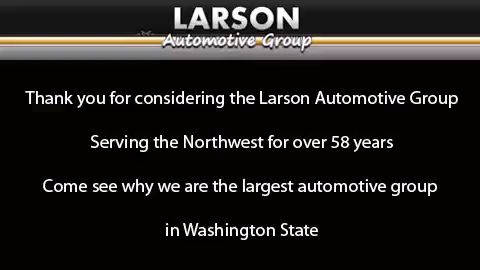 LARSON
Automotive Group
Thank you for considering the Larson Automotive Group
Serving the Northwest for over 58 years
Come see why we are the largest automotive group
in Washington State